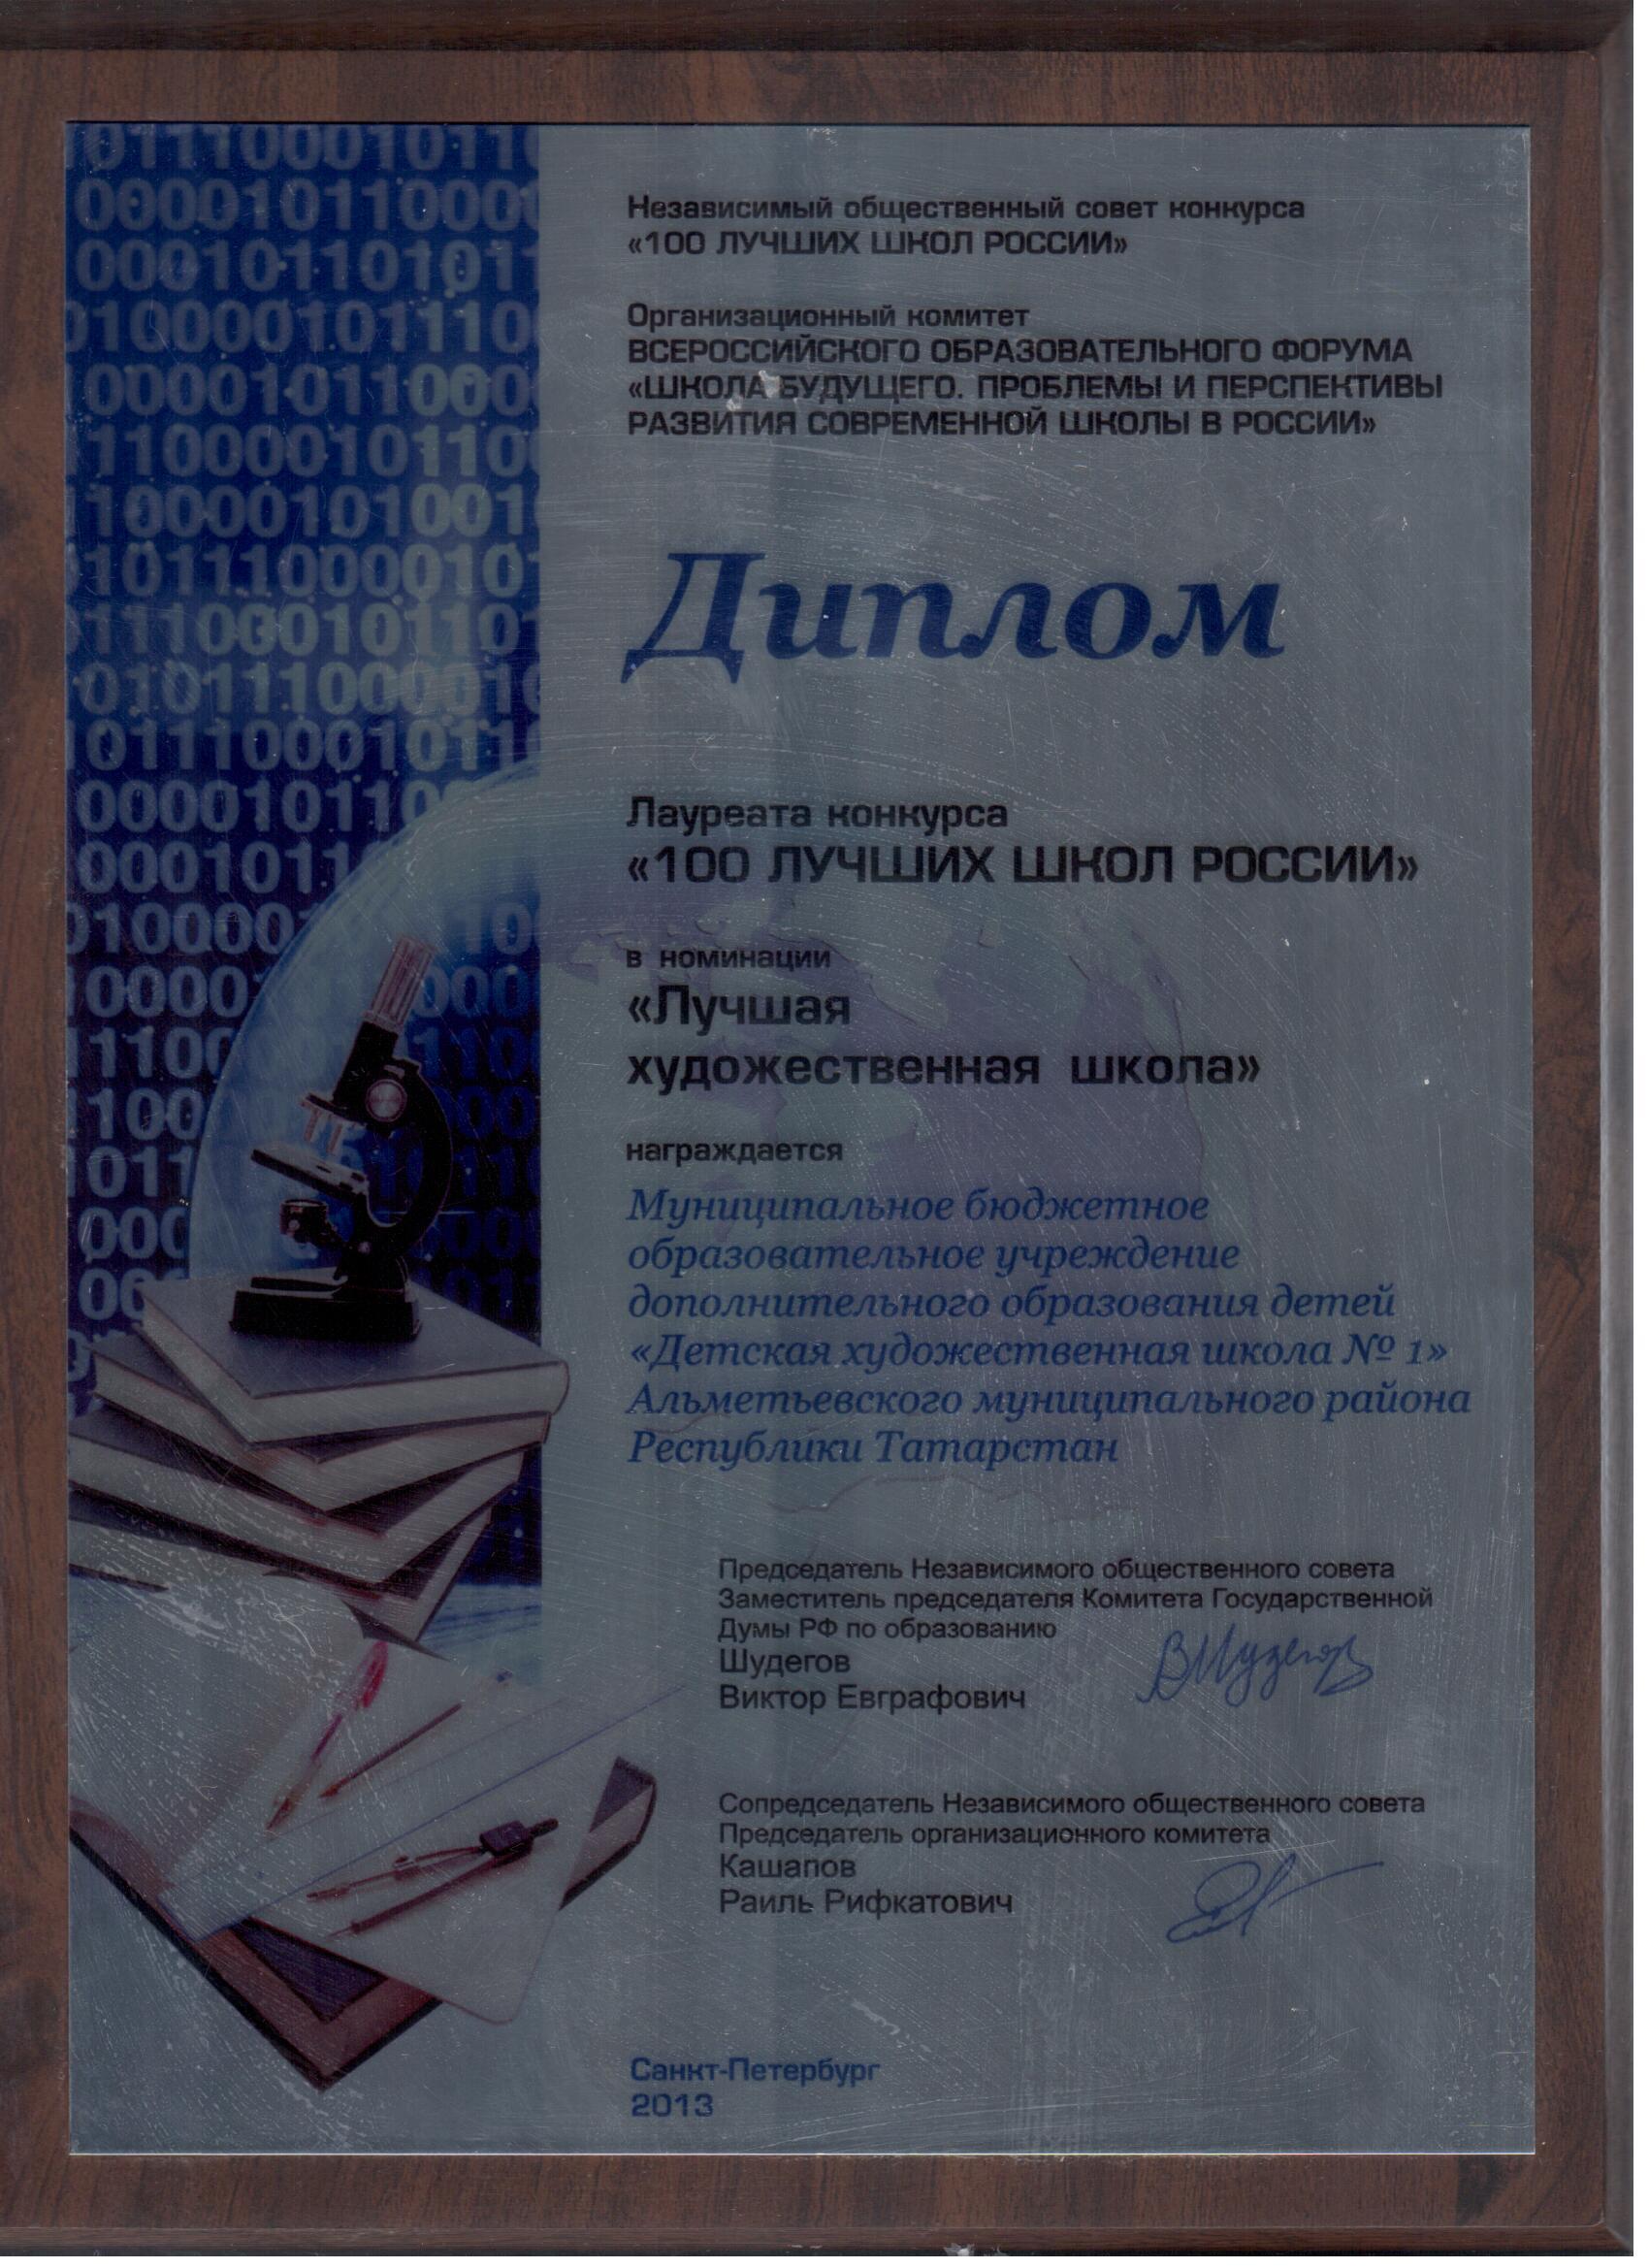 Независимый общественный совет конкурса
«100 ЛУЧШИХ ШКОЛ РОССИИ»
Организационный комитет
ВСЕРОССИЙСКОГО ОБРАЗОВАТЕЛЬНОГО ФОРУМА
«ШКОЛА БУДУЩЕГО. ПРОБЛЕМЫ И ПЕРСПЕКТИВЫ
РАЗВИТИЯ СОВРЕМЕННОЙ ШКОЛЫ В РОССИИ»
Диплом
Лауреата конкурса
«100 ЛУЧШИХ ШКОЛ РОССИИ»
в номинации
«Лучшая
художественная школа»
награждается
Муниципальное бюджетное
образовательное учреждение
дополнительного образования детей
«Детская художественная школа № 1»
Альметьевского муниципального района
Республики Татарстан
Председатель Независимого общественного совета
Заместитель председателя Комитета Государственной
Думы РФ по образованию
Шудегов
Виктор Евграфович
Сопредседатель Независимого общественного совета
Председатель организационного комитета
Кашапов
Раиль Рифкатович
Санкт-Петербург
2013